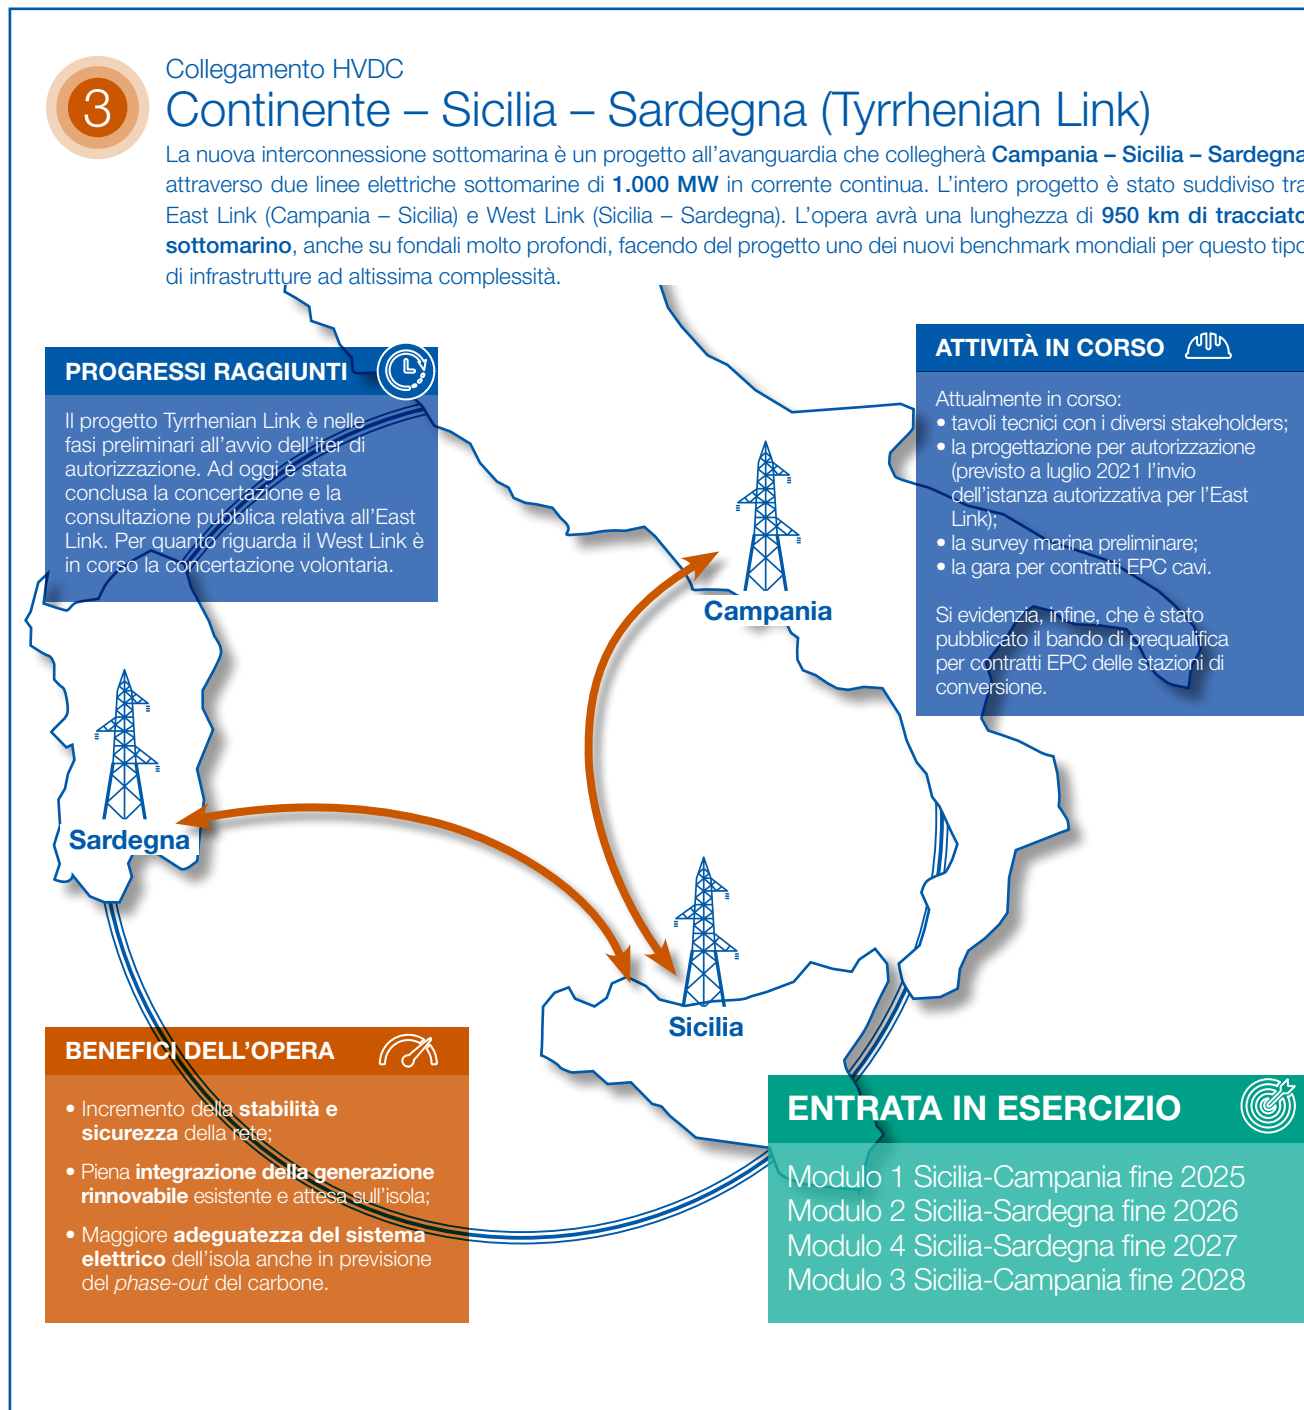 3
Collegamento HVDC
Continente – Sicilia – Sardegna (Tyrrhenian Link)
La nuova interconnessione sottomarina è un progetto all'avanguardia che collegherà Campania – Sicilia – Sardegna
attraverso due linee elettriche sottomarine di 1.000 MW in corrente continua. L'intero progetto è stato suddiviso tra
East Link (Campania – Sicilia) e West Link (Sicilia – Sardegna). L'opera avrà una lunghezza di 950 km di tracciato
sottomarino, anche su fondali molto profondi, facendo del progetto uno dei nuovi benchmark mondiali per questo tipo
di infrastrutture ad altissima complessità.
PROGRESSI RAGGIUNTI
Il progetto Tyrrhenian Link è nelle
fasi preliminari all'avvio dell'iter di
autorizzazione. Ad oggi è stata
conclusa la concertazione e la
consultazione pubblica relativa all'East
Link. Per quanto riguarda il West Link è
in corso la concertazione volontaria.
ATTIVITÀ IN CORSO
Attualmente in corso:
• tavoli tecnici con i diversi stakeholders;
• la progettazione per autorizzazione
(previsto a luglio 2021 l'invio
dell'istanza autorizzativa per l'East
Link);
• la survey marina preliminare;
• la gara per contratti EPC cavi.
Si evidenzia, infine, che è stato
pubblicato il bando di prequalifica
per contratti EPC delle stazioni di
conversione.
Campania
Sardegna
Sicilia
BENEFICI DELL'OPERA
• Incremento della stabilità e
sicurezza della rete;
• Piena integrazione della generazione
rinnovabile esistente e attesa sull'isola;
• Maggiore adeguatezza del sistema
elettrico dell'isola anche in previsione
del phase-out del carbone.
ENTRATA IN ESERCIZIO
Modulo 1 Sicilia-Campania fine 2025
Modulo 2 Sicilia-Sardegna fine 2026
Modulo 4 Sicilia-Sardegna fine 2027
Modulo 3 Sicilia-Campania fine 2028